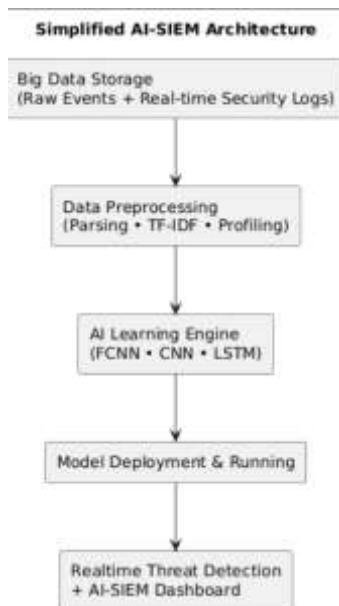 Simplified AI-SIEM Architecture
Big Data Storage
(Raw Events + Real-time Security Logs)
Data Preprocessing
(Parsing • TF-IDF • Profiling)
AI Learning Engine
(FCNN • CNN • LSTM)
Model Deployment & Running
Realtime Threat Detection
+ AI-SIEM Dashboard